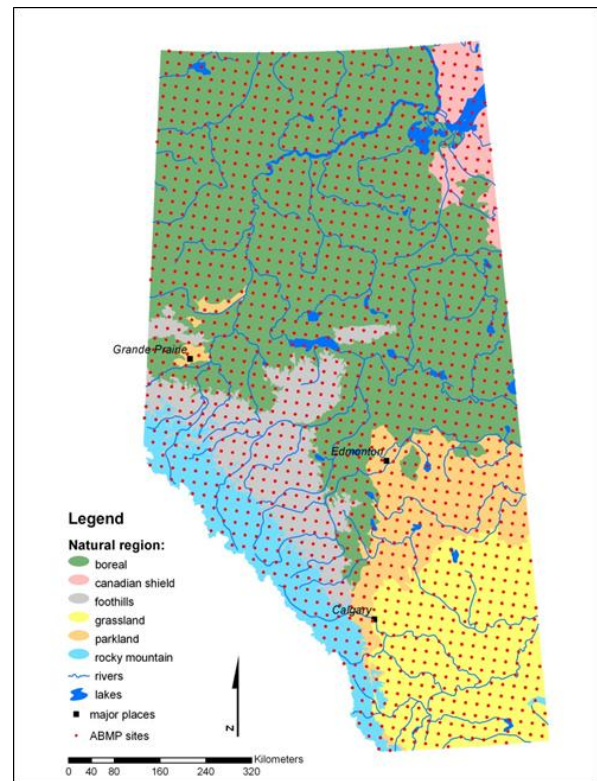 Grande Prairie
Edmonton
Calgary
Legend
Natural region:
boreal
canadian shield
foothills
grassland
parkland
rocky mountain
rivers
lakes
major places
ABMP sites
N
Kilometers
0 40 80 160 240 320